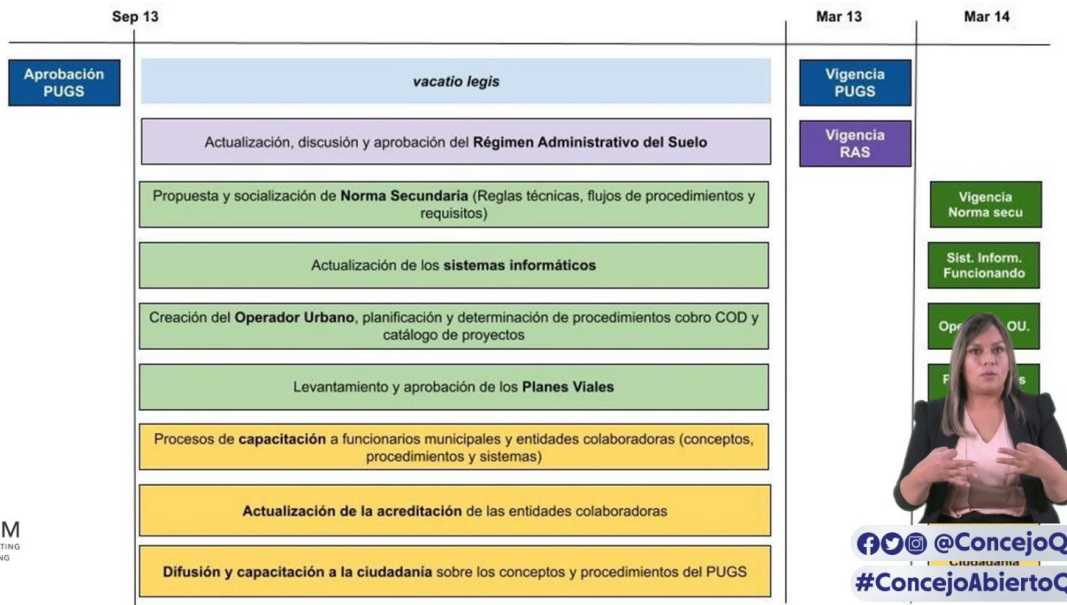 Sep 13
Mar 13
Mar 14
Aprobación
PUGS
vacatio legis
Vigencia
PUGS
Actualización, discusión y aprobación del Régimen Administrativo del Suelo
Vigencia
RAS
Propuesta y socialización de Norma Secundaria (Reglas técnicas, flujos de procedimientos y
requisitos)
Vigencia
Norma secu
Actualización de los sistemas informáticos
Sist. Inform.
Funcionando
Creación del Operador Urbano, planificación y determinación de procedimientos cobro COD y
catálogo de proyectos
OU.
Levantamiento y aprobación de los Planes Viales
Procesos de capacitación a funcionarios municipales y entidades colaboradoras (conceptos,
procedimientos y sistemas)
Actualización de la acreditación de las entidades colaboradoras
Difusión y capacitación a la ciudadanía sobre los conceptos y procedimientos del PUGS
@ConcejoQ
Ciudadanía
#ConcejoAbiertoQ